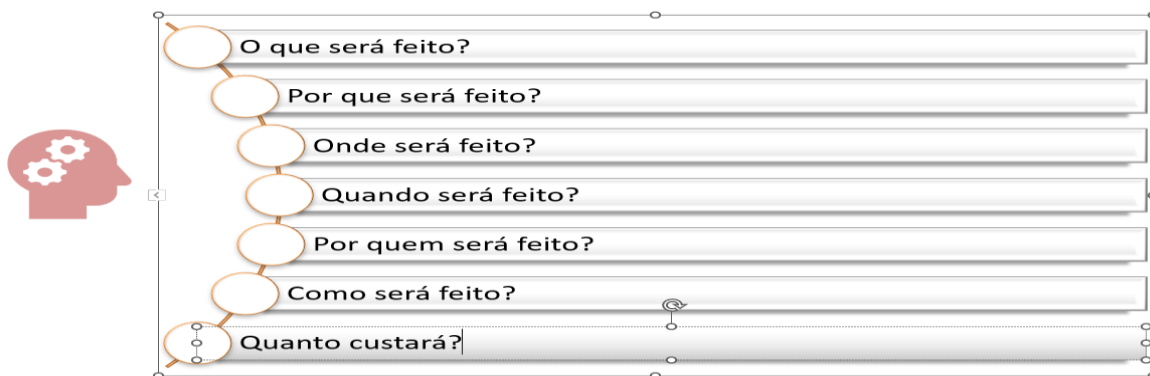 O que será feito?
Por que será feito?
Onde será feito?
Quando será feito?
Por quem será feito?
Como será feito?
Quanto custará?